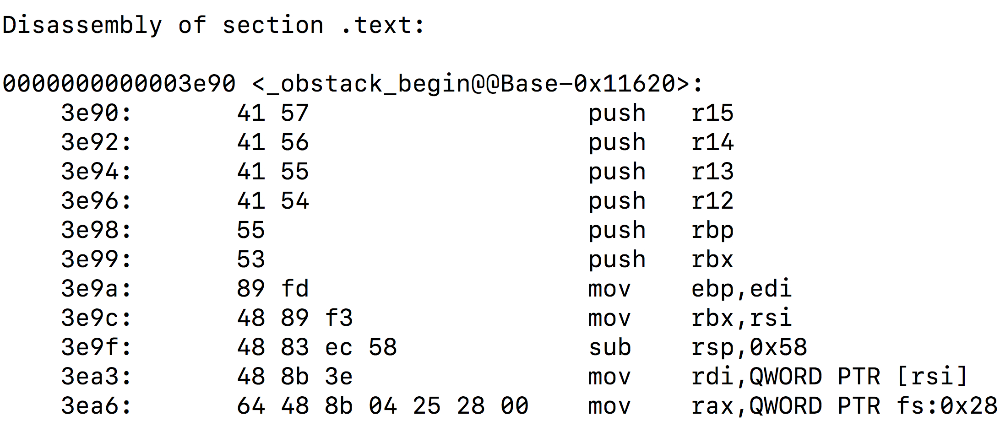 Disassembly of section .text:
0000000000003e90 <_obstack_begin@@Base-0x11620>:
    3e90:       41 57                   push   r15
    3e92:       41 56                   push   r14
    3e94:       41 55                   push   r13
    3e96:       41 54                   push   r12
    3e98:       55                      push   rbp
    3e99:       53                      push   rbx
    3e9a:       89 fd                   mov    ebp,edi
    3e9c:       48 89 f3                mov    rbx,rsi
    3e9f:       48 83 ec 58             sub    rsp,0x58
    3ea3:       48 8b 3e                mov    rdi,QWORD PTR [rsi]
    3ea6:       64 48 8b 04 25 28 00    mov    rax,QWORD PTR fs:0x28